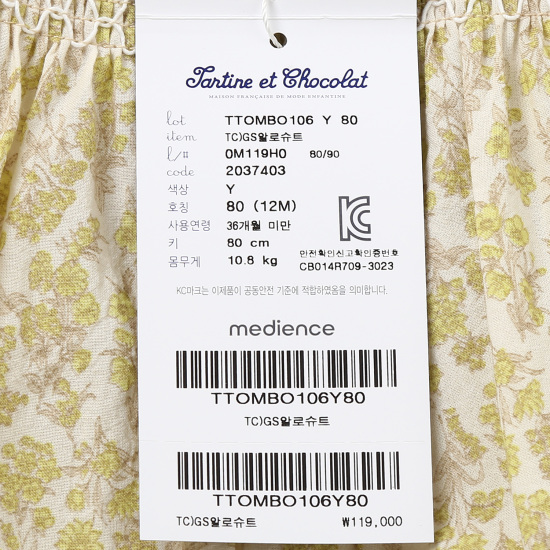 Tartine et Chocolat
MAISON FRANÇAISE DE MODE ENFANTINE
lot TTOMBO106 Y 80
item TC)GS알로슈트
l/# 0M119H0 80/90
code 2037403
색상 Y
호칭 80 (12M)
사용연령 36개월 미만
키 80 cm
몸무게 10.8 kg
안전확인신고확인증번호
CB014R709-3023
KC마크는 이제품이 공통안전 기준에 적합하였음을 의미합니다.
medience
TTOMBO106Y80
TC)GS알로슈트
TTOMBO106Y80
TC)GS알로슈트 ₩119,000